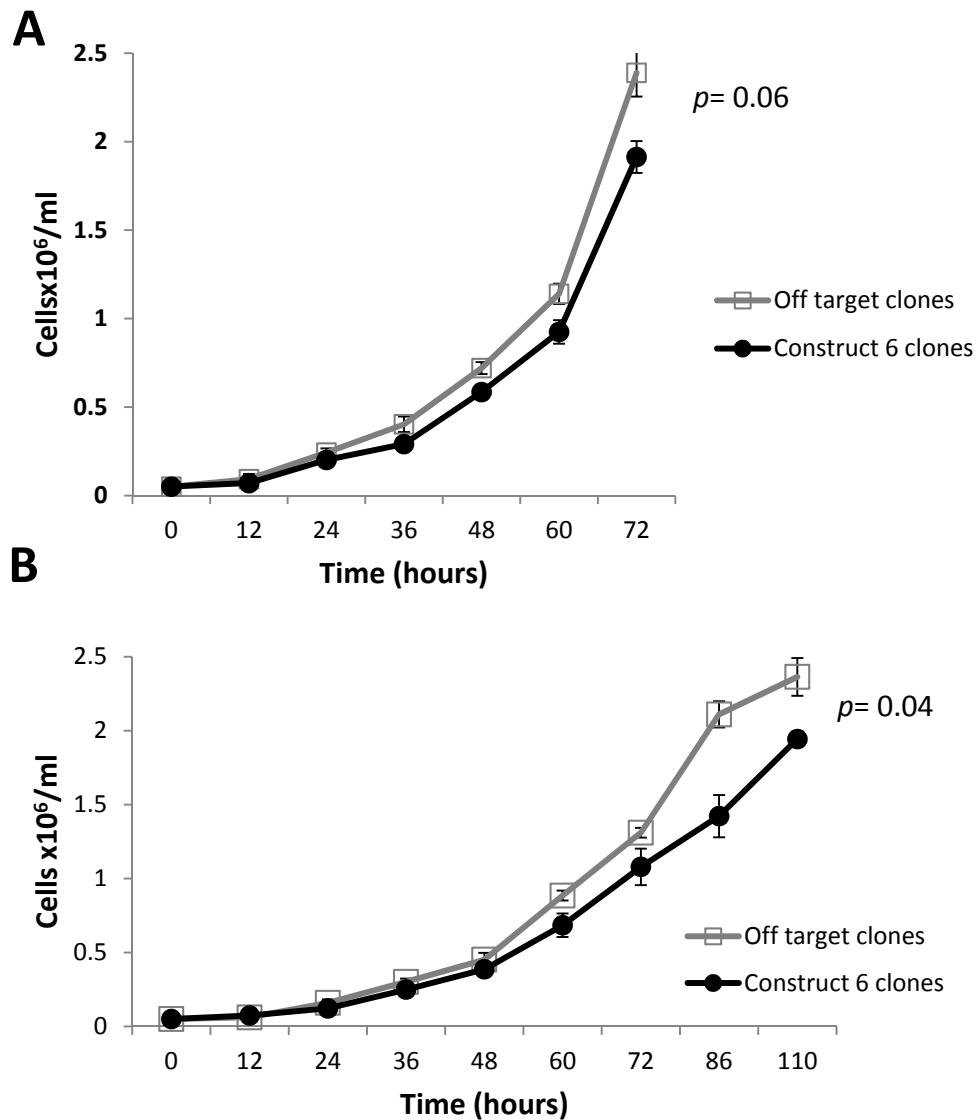 A
2.5
2
1.5
1
0.5
0
Cellsx10⁶/ml
p= 0.06
Off target clones
Construct 6 clones
0 12 24 36 48 60 72
Time (hours)
B
2.5
2
1.5
1
0.5
0
Cells x10⁶/ml
p= 0.04
Off target clones
Construct 6 clones
0 12 24 36 48 60 72 86 110
Time (hours)